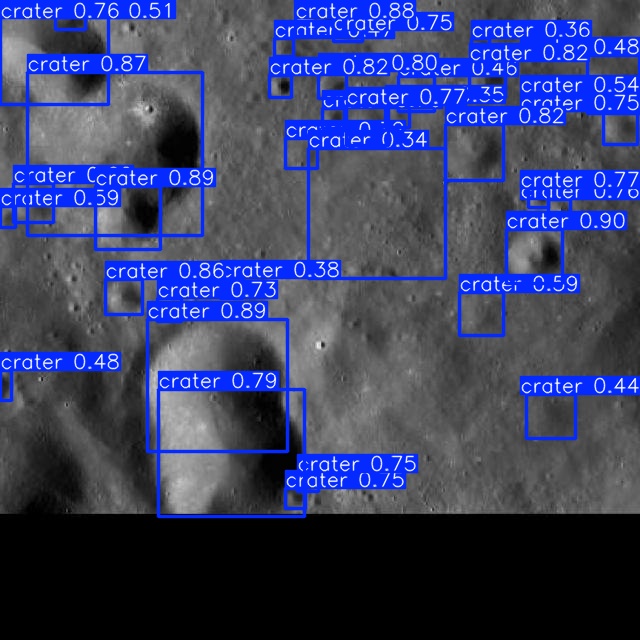 crater 0.76 0.51
crater 0.88
crater 0.75
crater 0.36
crater 0.82 0.48
crater 0.87
crater 0.82 0.80
0.46
crater 0.54
crater 0.77
crater 0.75
crater 0.82
crater 0.34
crater 0.89
crater 0.77
crater 0.59
crater 0.90
crater 0.86 crater 0.38
crater 0.59
crater 0.73
crater 0.89
crater 0.48
crater 0.79
crater 0.44
crater 0.75
crater 0.75